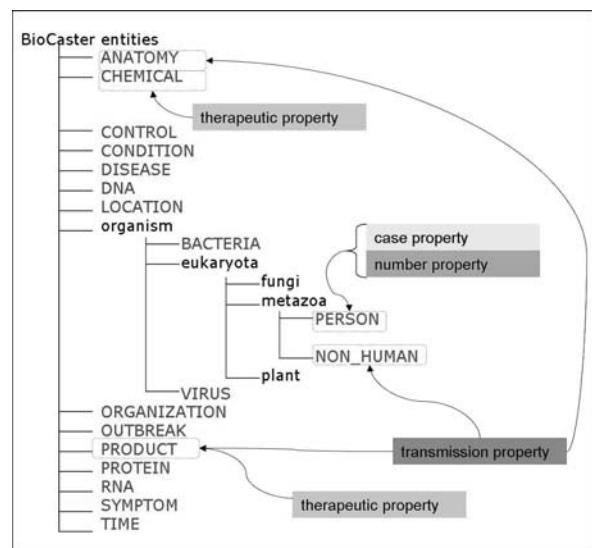 BioCaster entities
ANATOMY
CHEMICAL
therapeutic property
CONTROL
CONDITION
DISEASE
DNA
LOCATION
organism
case property
BACTERIA
eukaryota
number property
fungi
metazoa
PERSON
NON_HUMAN
plant
VIRUS
ORGANIZATION
OUTBREAK
PRODUCT
transmission property
PROTEIN
RNA
therapeutic property
SYMPTOM
TIME